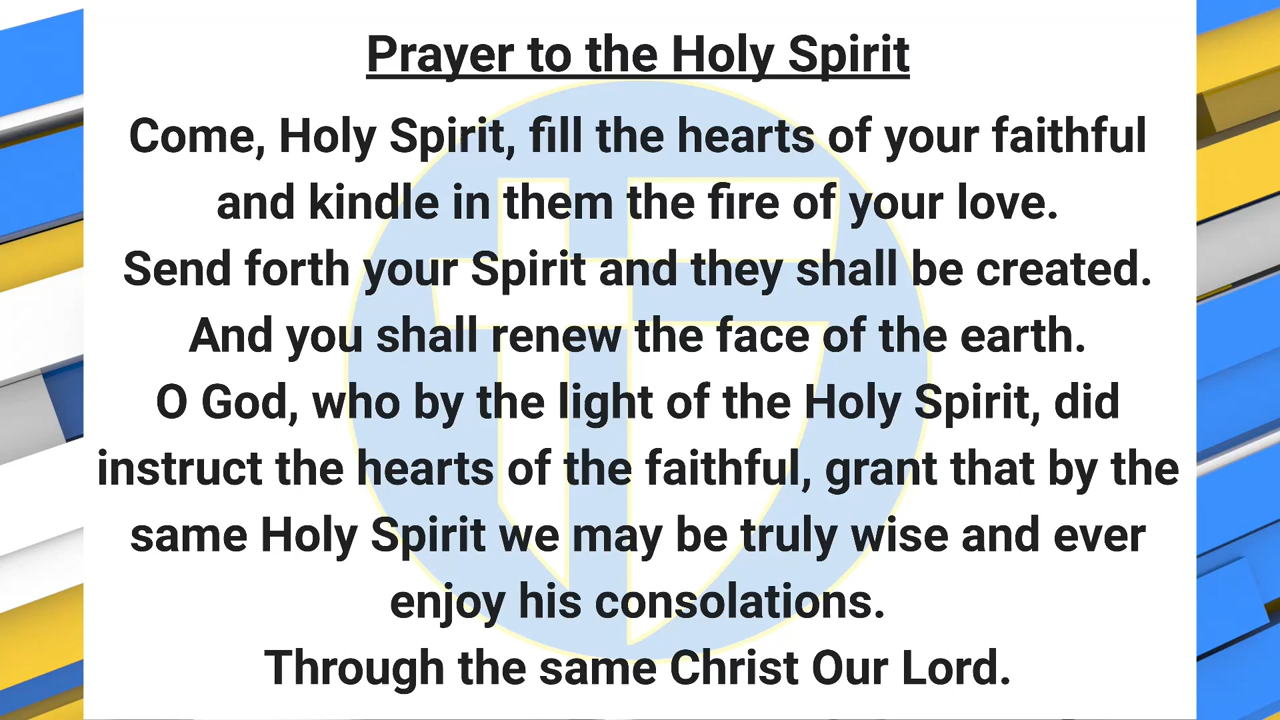 Prayer to the Holy Spirit
Come, Holy Spirit, fill the hearts of your faithful
and kindle in them the fire of your love.
Send forth your Spirit and they shall be created.
And you shall renew the face of the earth.
O God, who by the light of the Holy Spirit, did
instruct the hearts of the faithful, grant that by the
same Holy Spirit we may be truly wise and ever
enjoy his consolations.
Through the same Christ Our Lord.